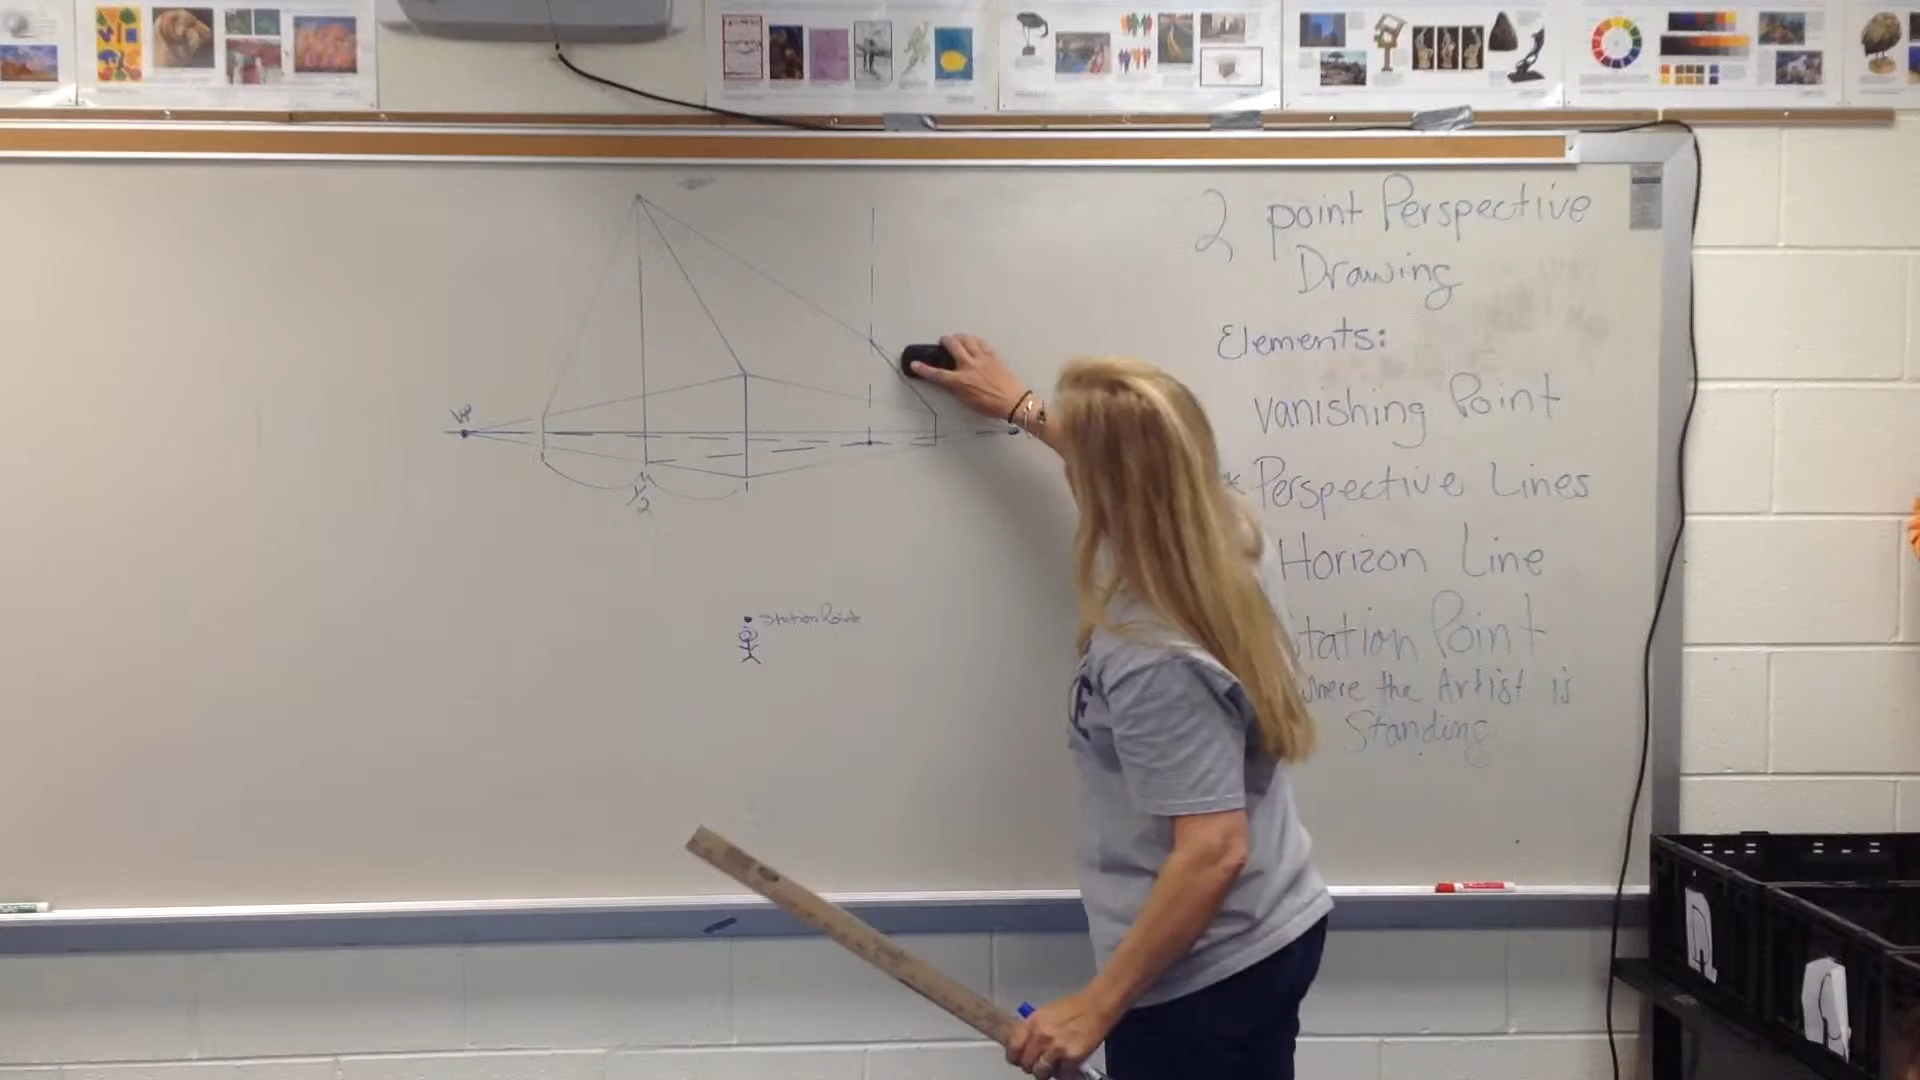 2 point Perspective
Drawing
Elements:
Vanishing Point
* Perspective Lines
Horizon Line
tation Point
where the Artist is
Standing
VP
1/2
Station Point